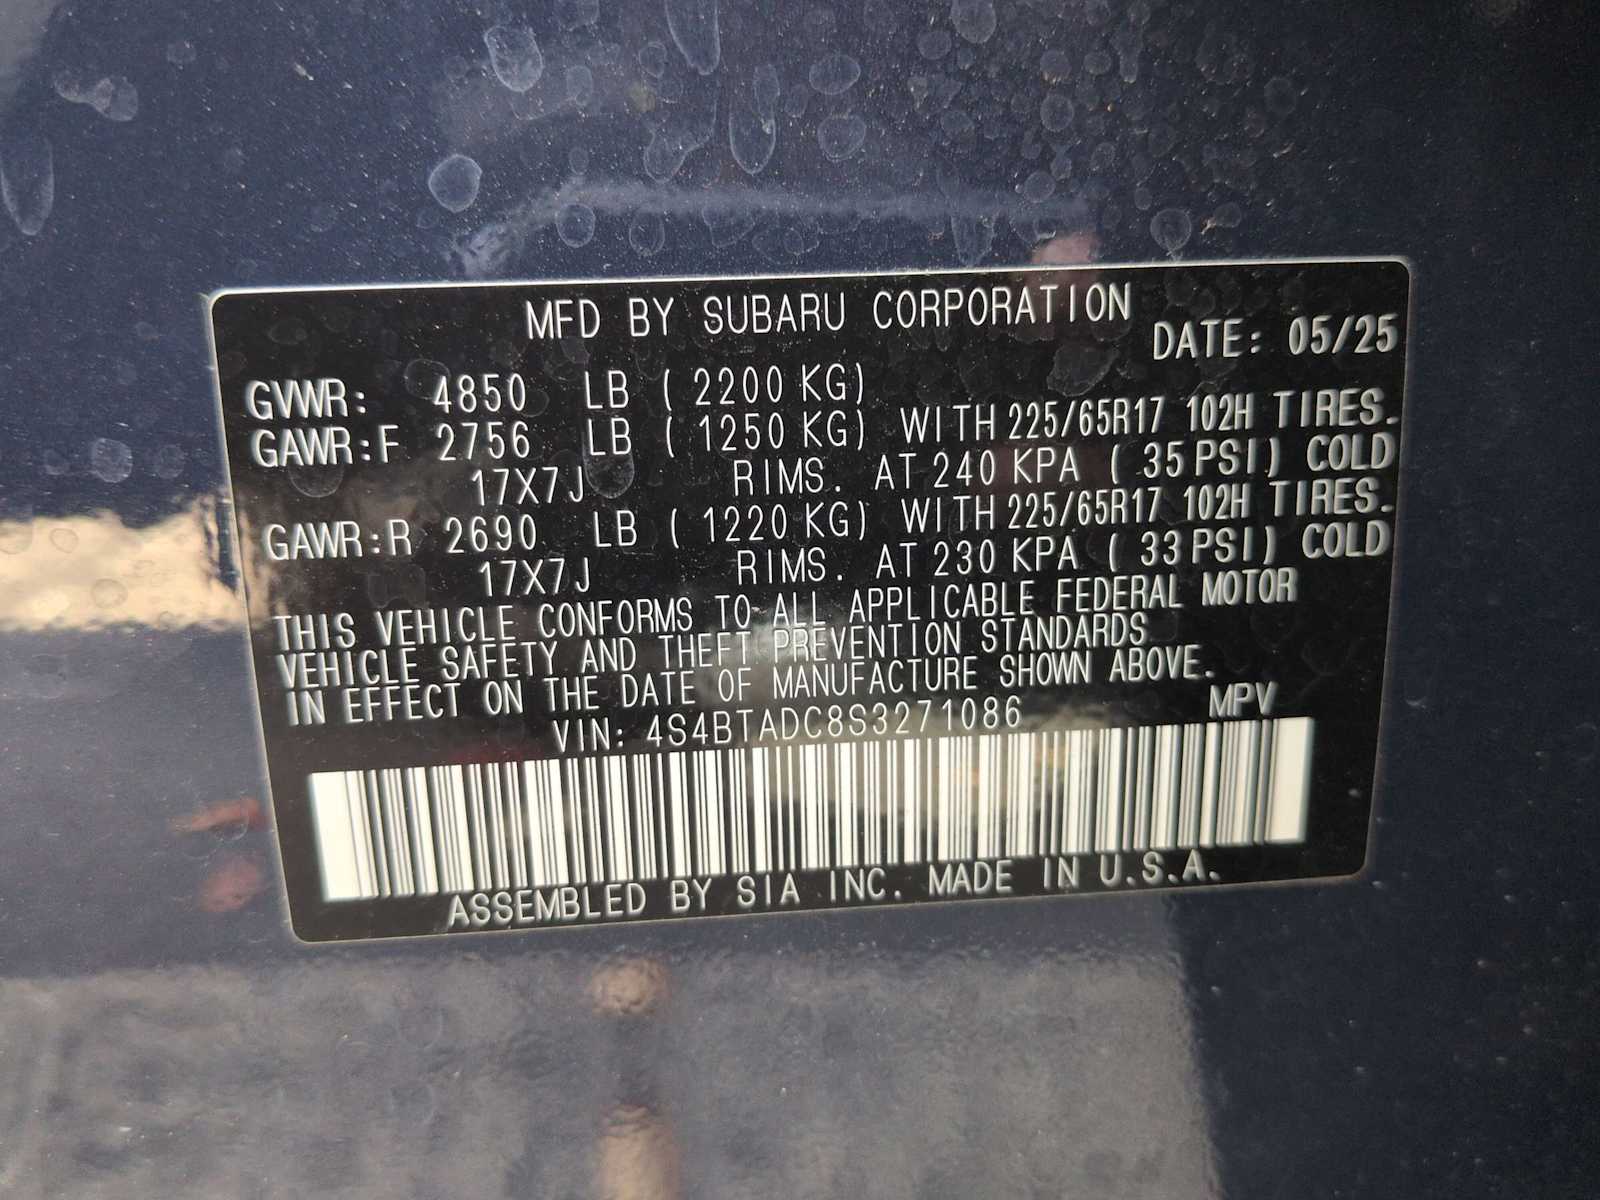 MFD BY SUBARU CORPORATION
DATE: 05/25
GVWR: 4850 LB ( 2200 KG)
GAWR:F 2756 LB ( 1250 KG) WITH 225/65R17 102H TIRES.
17X7J RIMS. AT 240 KPA ( 35 PSI) COLD
GAWR:R 2690 LB ( 1220 KG) WITH 225/65R17 102H TIRES.
17X7J RIMS. AT 230 KPA ( 33 PSI) COLD
THIS VEHICLE CONFORMS TO ALL APPLICABLE FEDERAL MOTOR
VEHICLE SAFETY AND THEFT PREVENTION STANDARDS
IN EFFECT ON THE DATE OF MANUFACTURE SHOWN ABOVE.
VIN: 4S4BTADC8S3271086 MPV
ASSEMBLED BY SIA INC. MADE IN U.S.A.